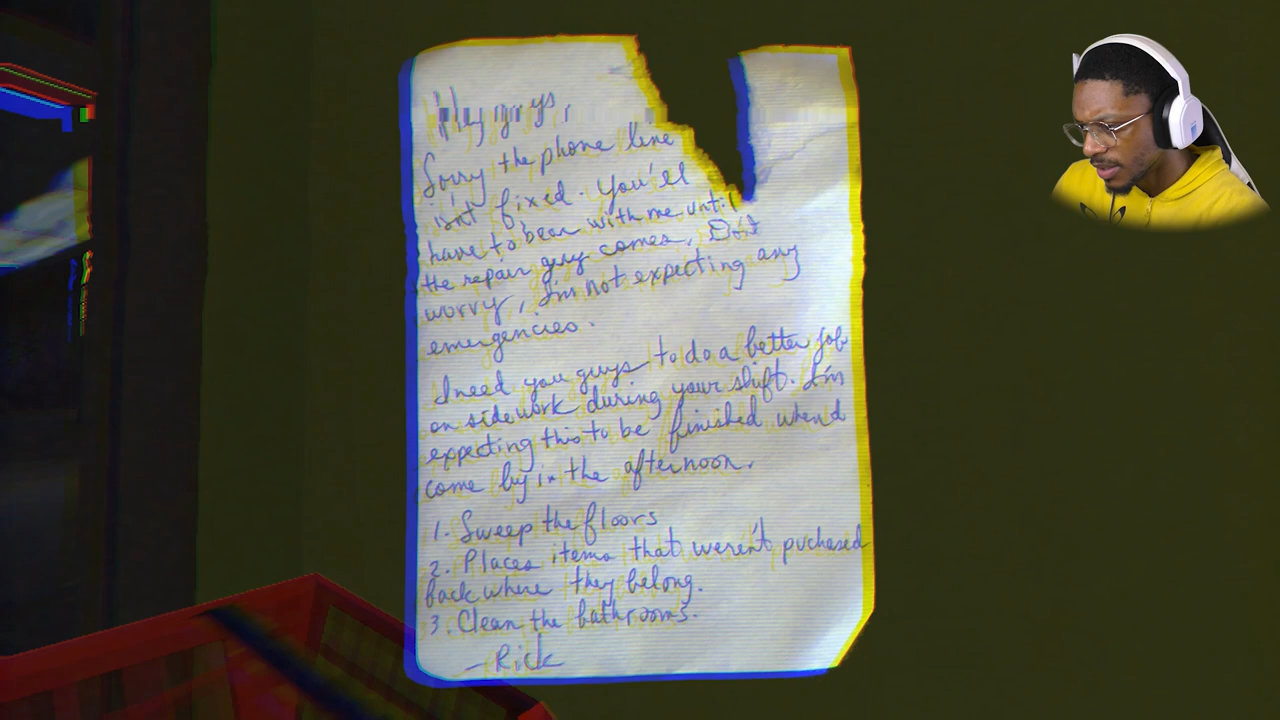 Hey guys,
Sorry the phone line
isn't fixed. You'll
have to bear with me until
the repair guy comes, Don't
worry, I'm not expecting any
emergencies.
I need you guys to do a better job
on sidework during your shift. I'm
expecting this to be finished when I
come by in the afternoon.
1. Sweep the floors
2. Places items that weren't puchased
back where they belong.
3. Clean the bathrooms.
- Rick